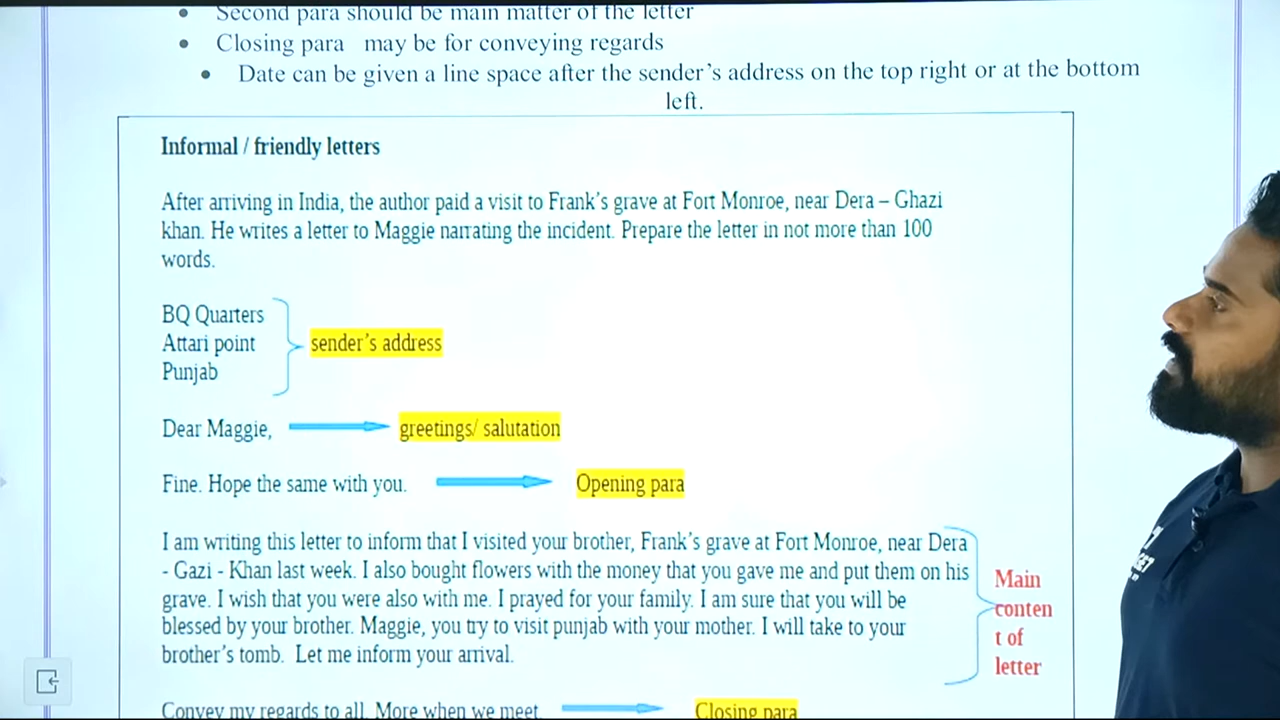 Second para should be main matter of the letter
Closing para may be for conveying regards
Date can be given a line space after the sender's address on the top right or at the bottom
left.
Informal / friendly letters
After arriving in India, the author paid a visit to Frank's grave at Fort Monroe, near Dera – Ghazi
khan. He writes a letter to Maggie narrating the incident. Prepare the letter in not more than 100
words.
BQ Quarters
Attari point
Punjab
sender's address
Dear Maggie,
greetings/ salutation
Fine. Hope the same with you.
Opening para
I am writing this letter to inform that I visited your brother, Frank's grave at Fort Monroe, near Dera
- Gazi - Khan last week. I also bought flowers with the money that you gave me and put them on his
grave. I wish that you were also with me. I prayed for your family. I am sure that you will be
blessed by your brother. Maggie, you try to visit punjab with your mother. I will take to your
brother's tomb. Let me inform your arrival.
Main
conten
t of
letter
Convey my regards to all. More when we meet.
Closing para